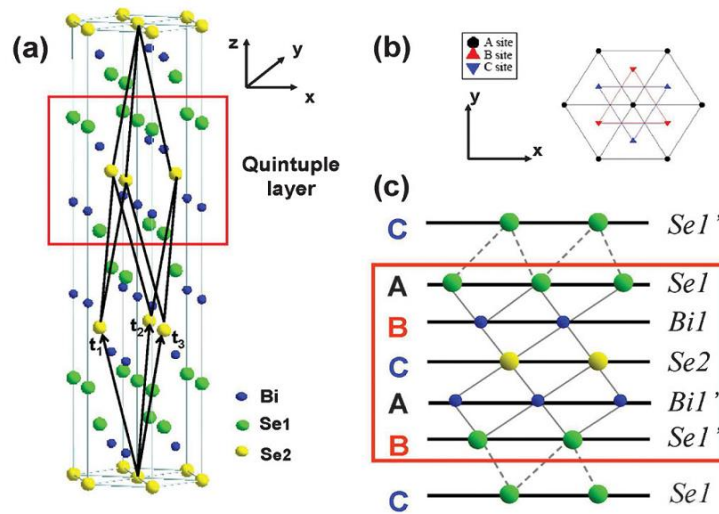 (a)
z
y
x
Quintuple
layer
t1
t2
t3
Bi
Se1
Se2
(b)
A site
B site
C site
y
x
(c)
C Se1'
A Se1
B Bi1
C Se2
A Bi1'
B Se1'
C Se1